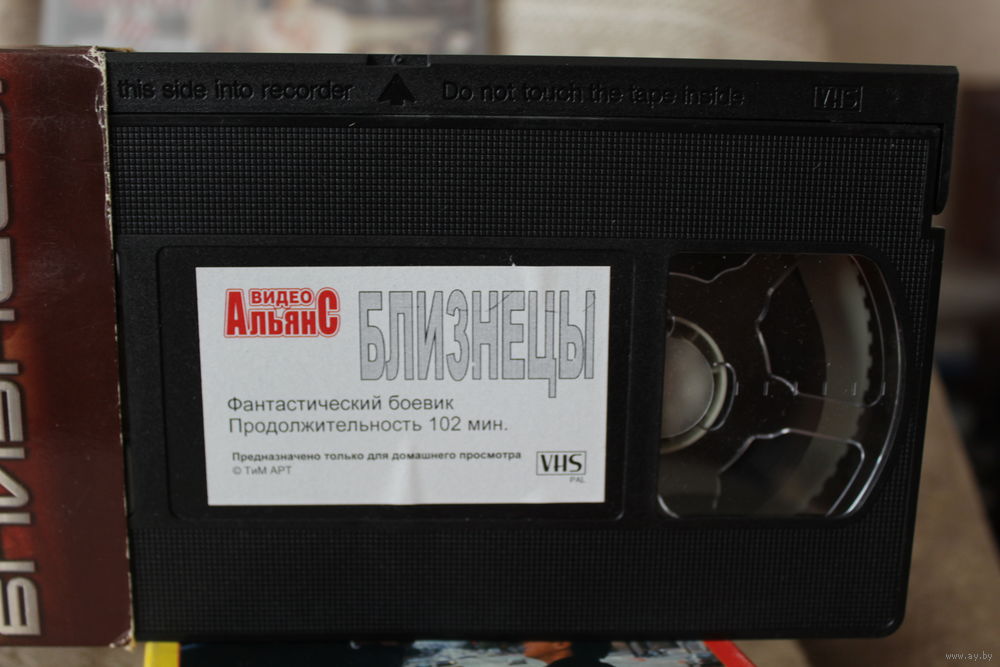 this side into recorder
Do not touch the tape inside
VHS
ВИДЕО
АЛЬЯНС
БЛИЗНЕЦЫ
Фантастический боевик
Продолжительность 102 мин.
Предназначено только для домашнего просмотра
© ТиМ АРТ
VHS
PAL
БЛИЗНЕЦЫ
www.ay.by